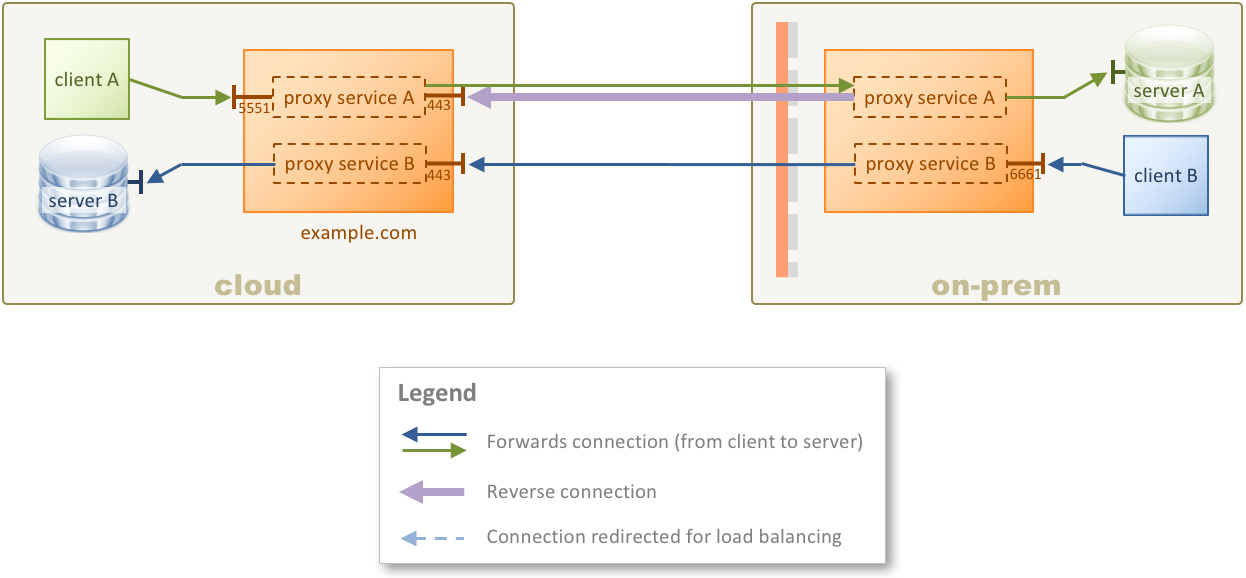 client A
5551
proxy service A
443
proxy service A
server A
server B
proxy service B
443
proxy service B
6661
client B
example.com
cloud
on-prem
Legend
Forwards connection (from client to server)
Reverse connection
Connection redirected for load balancing